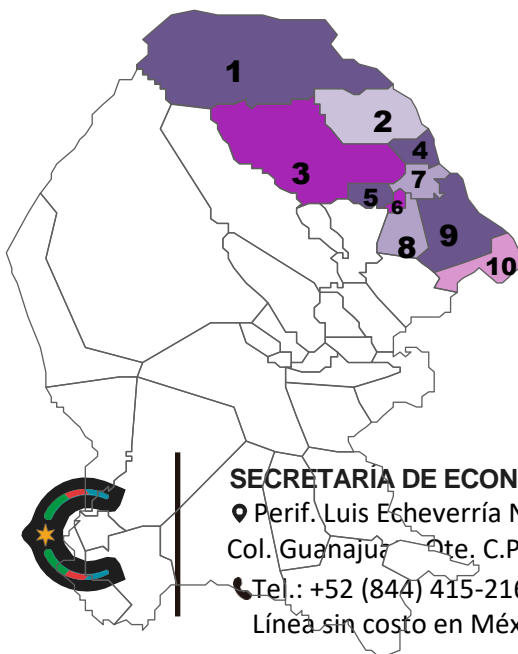 1
2
3
4
7
5
6
8
9
10
SECRETARÍA DE ECON
Perif. Luis Echeverría N
Col. Guanajua Ote. C.P
Tel.: +52 (844) 415-216
Línea sin costo en Méx